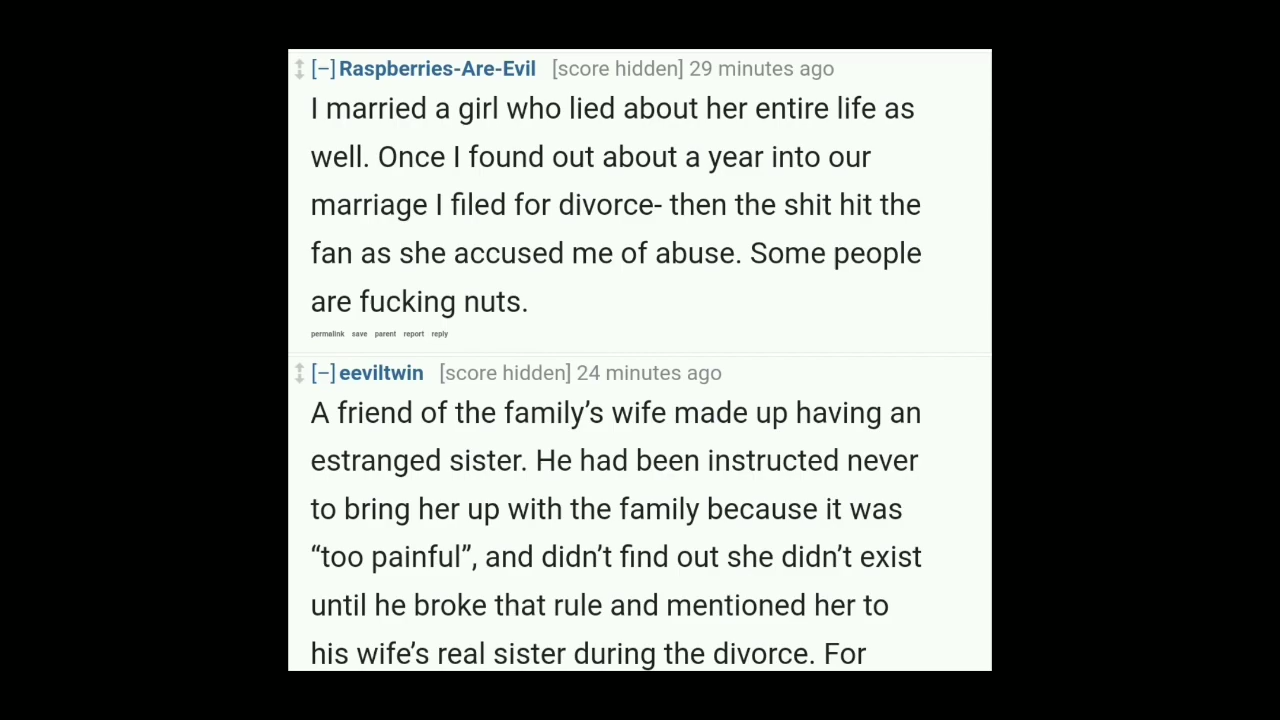 [–] Raspberries-Are-Evil [score hidden] 29 minutes ago
I married a girl who lied about her entire life as
well. Once I found out about a year into our
marriage I filed for divorce- then the shit hit the
fan as she accused me of abuse. Some people
are fucking nuts.
permalink save parent report reply
[–] eeviltwin [score hidden] 24 minutes ago
A friend of the family’s wife made up having an
estranged sister. He had been instructed never
to bring her up with the family because it was
“too painful”, and didn’t find out she didn’t exist
until he broke that rule and mentioned her to
his wife’s real sister during the divorce. For